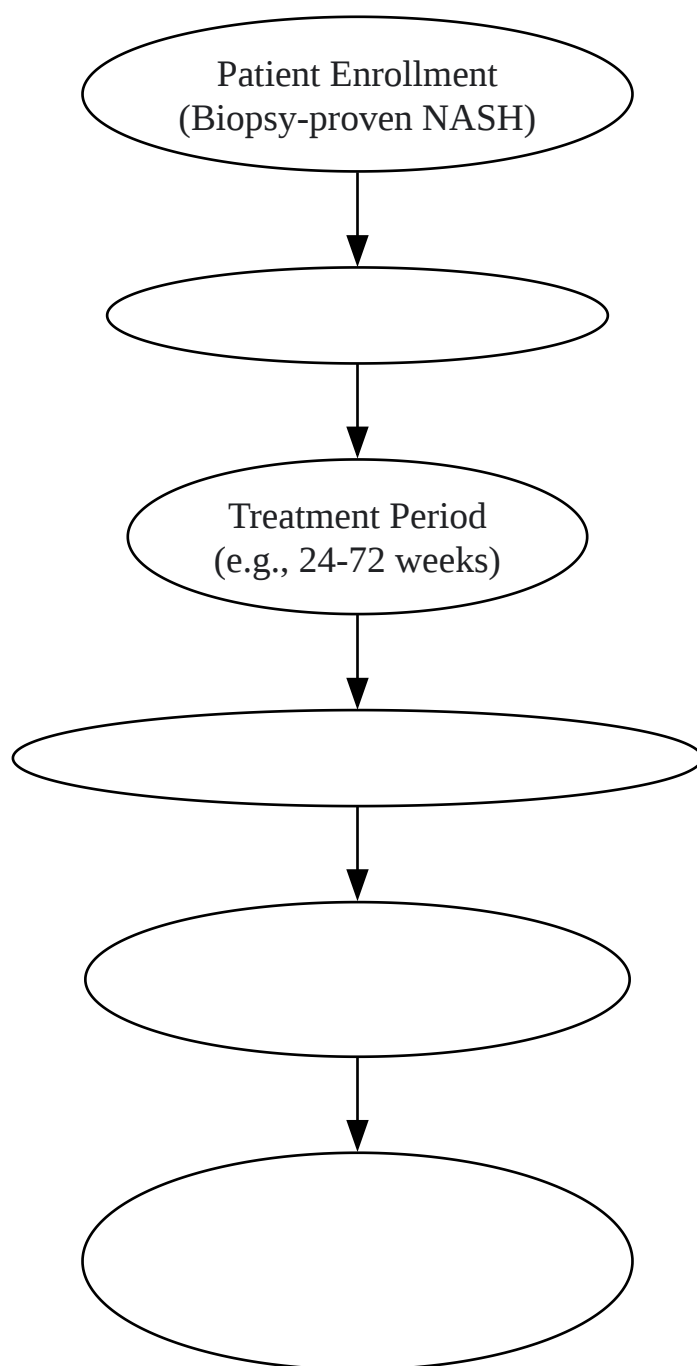 Patient Enrollment
(Biopsy-proven NASH)
Treatment Period
(e.g., 24-72 weeks)